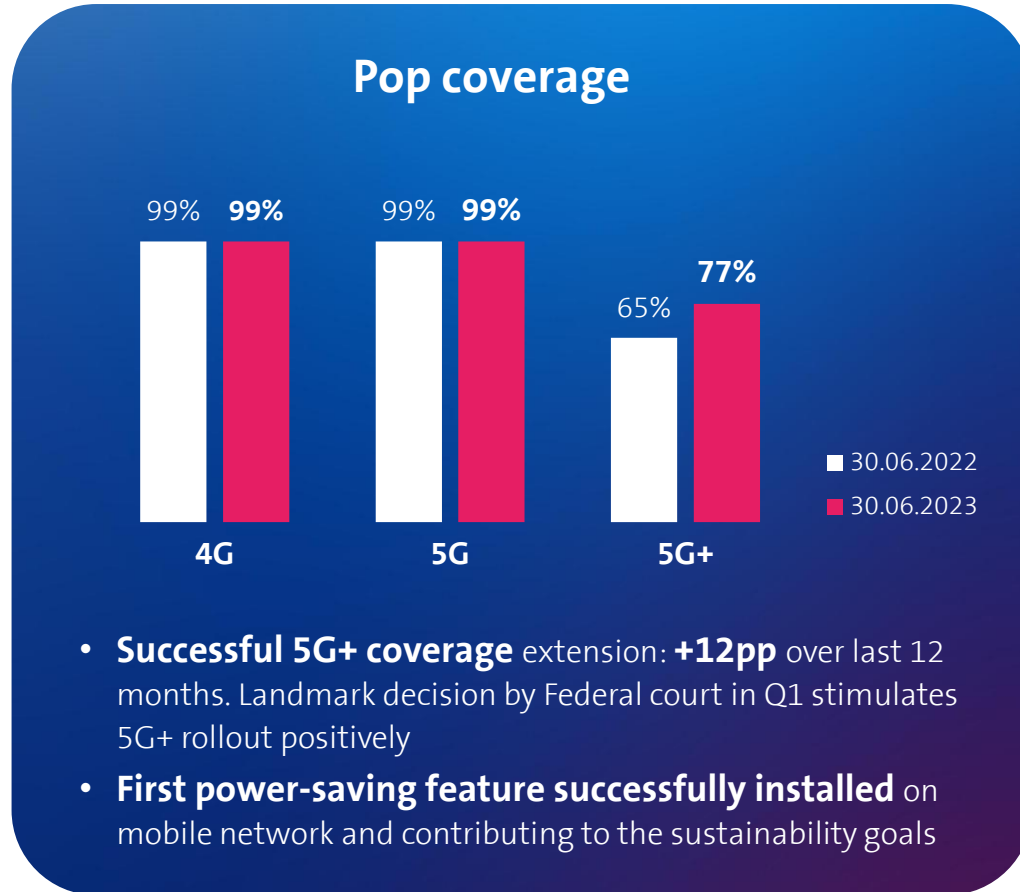 Pop coverage
99% 99% 99% 99%
77%
65%
30.06.2022
30.06.2023
4G 5G 5G+
• Successful 5G+ coverage extension: +12pp over last 12
months. Landmark decision by Federal court in Q1 stimulates
5G+ rollout positively
• First power-saving feature successfully installed on
mobile network and contributing to the sustainability goals